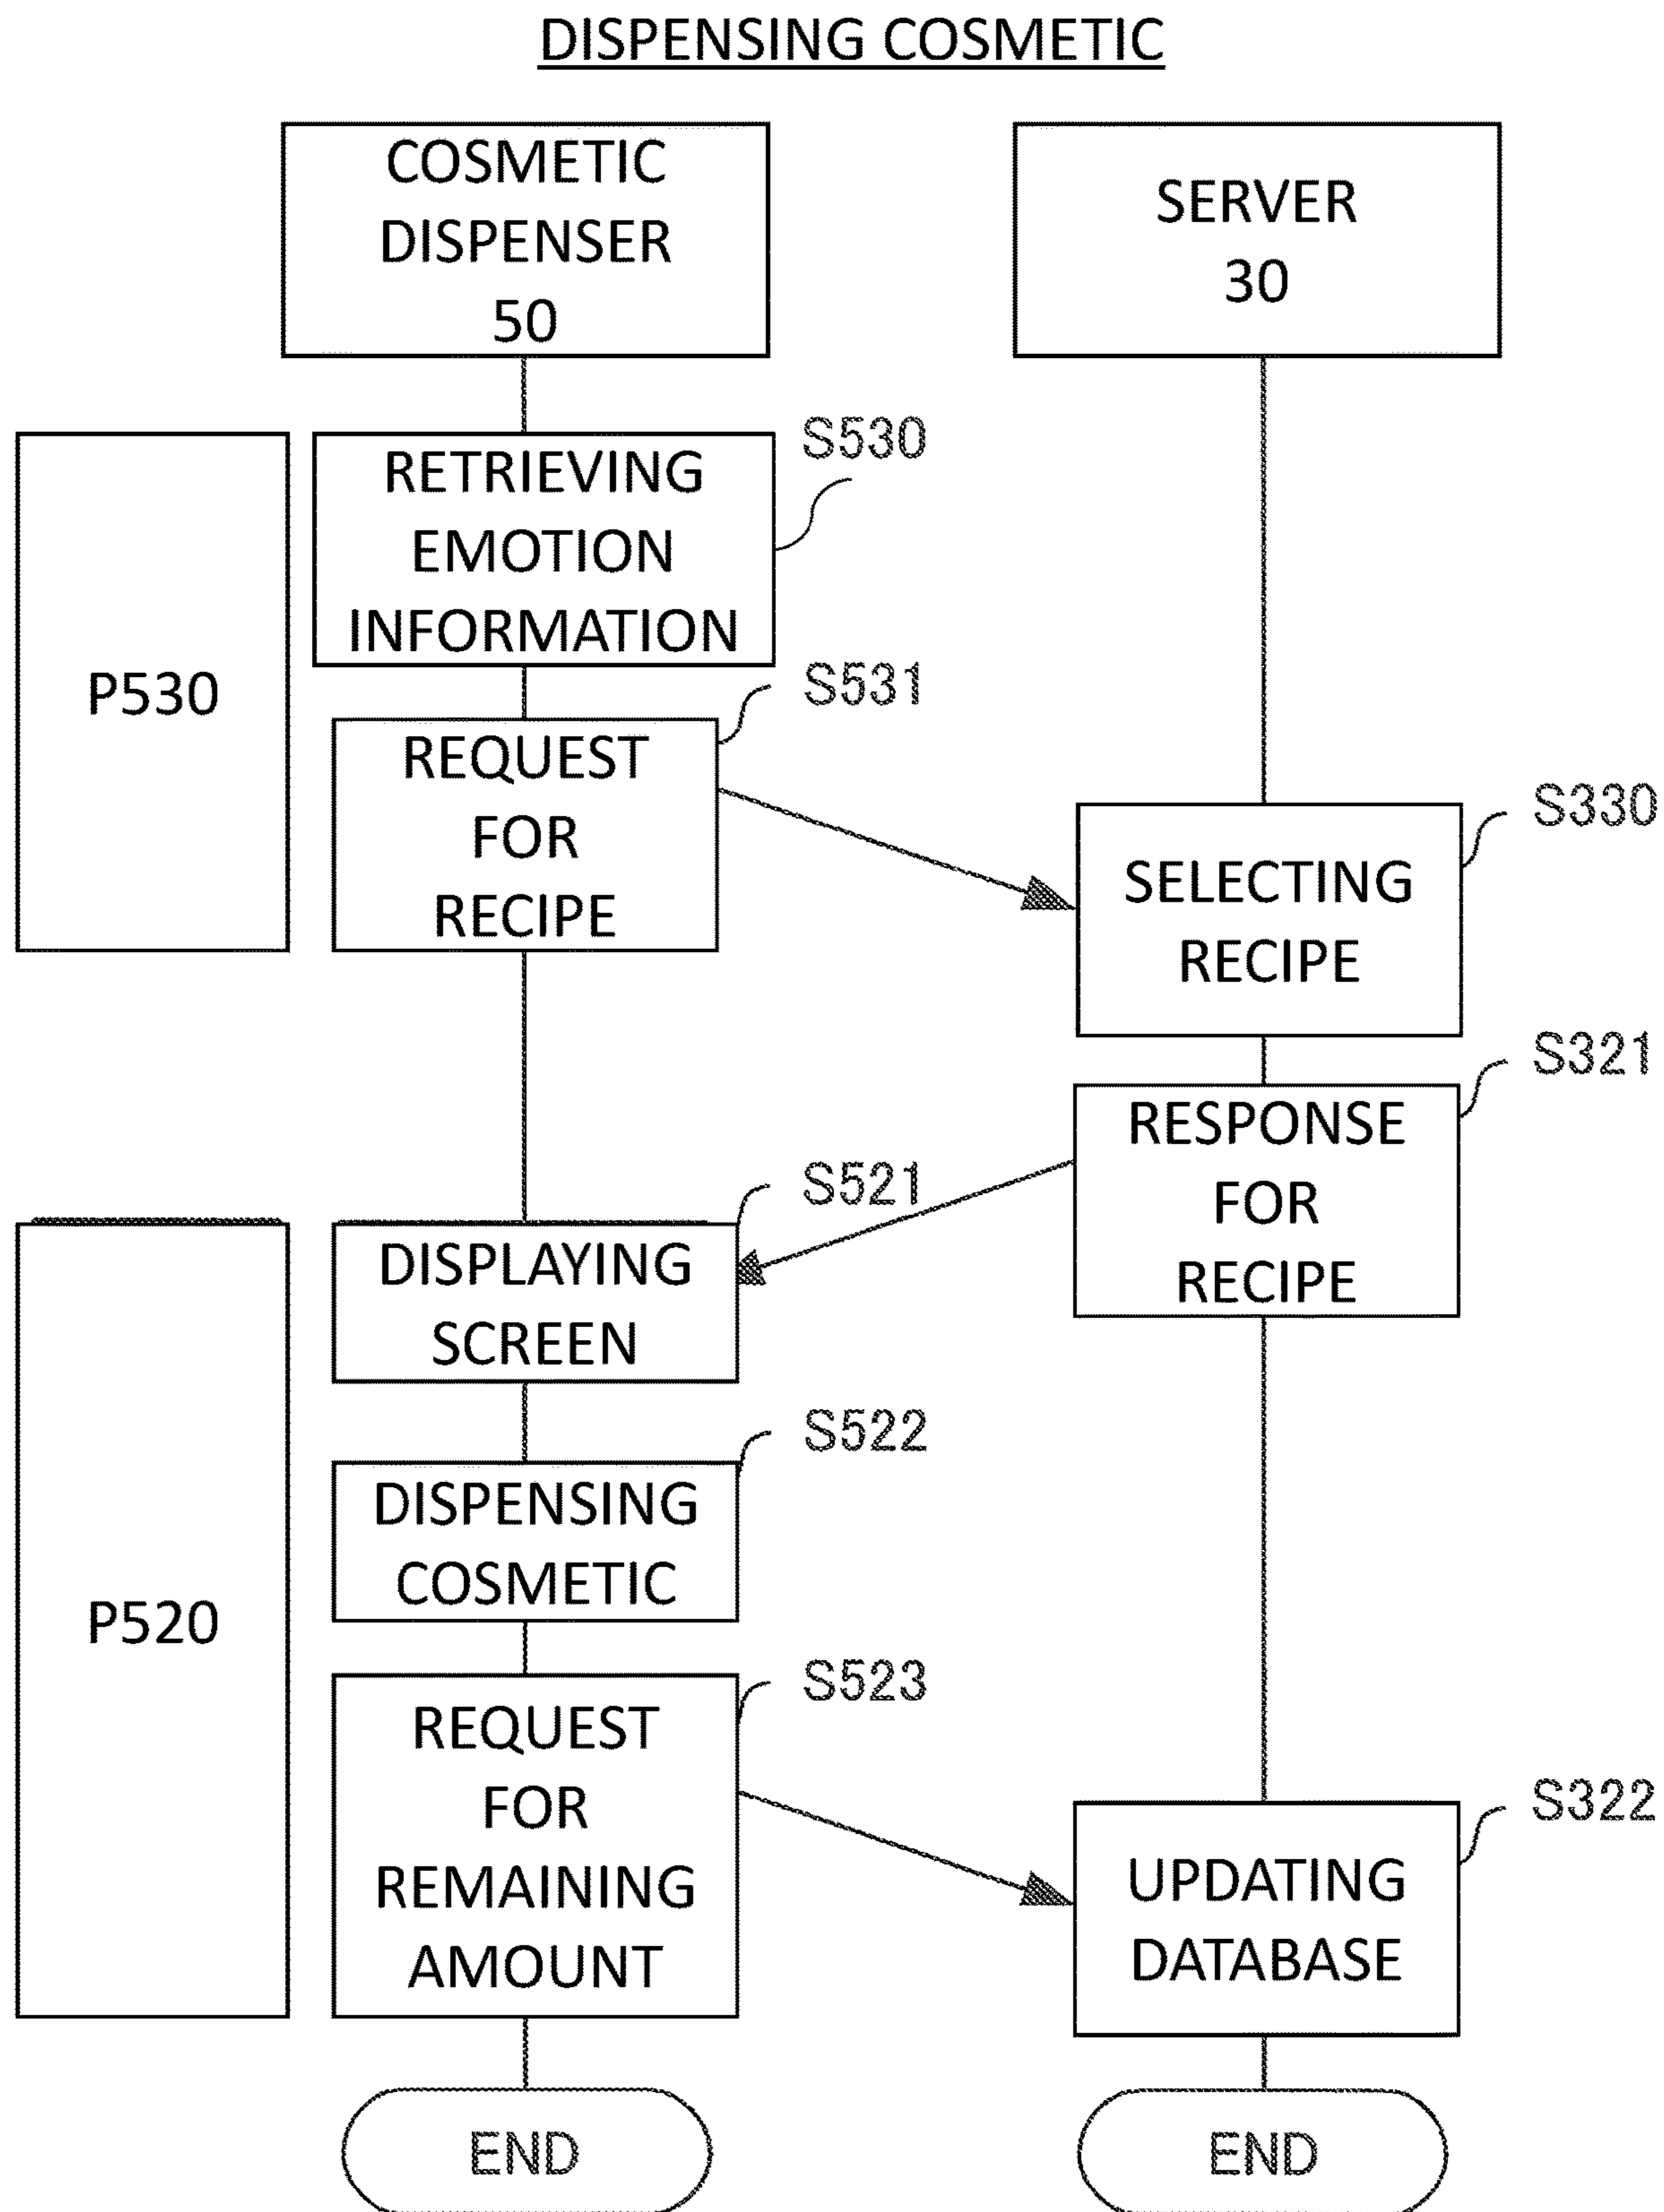 DISPENSING COSMETIC
COSMETIC
DISPENSER
50
SERVER
30
P530
RETRIEVING
EMOTION
INFORMATION
S530
REQUEST
FOR
RECIPE
S531
SELECTING
RECIPE
S330
RESPONSE
FOR
RECIPE
S321
P520
DISPLAYING
SCREEN
S521
DISPENSING
COSMETIC
S522
REQUEST
FOR
REMAINING
AMOUNT
S523
UPDATING
DATABASE
S322
END
END